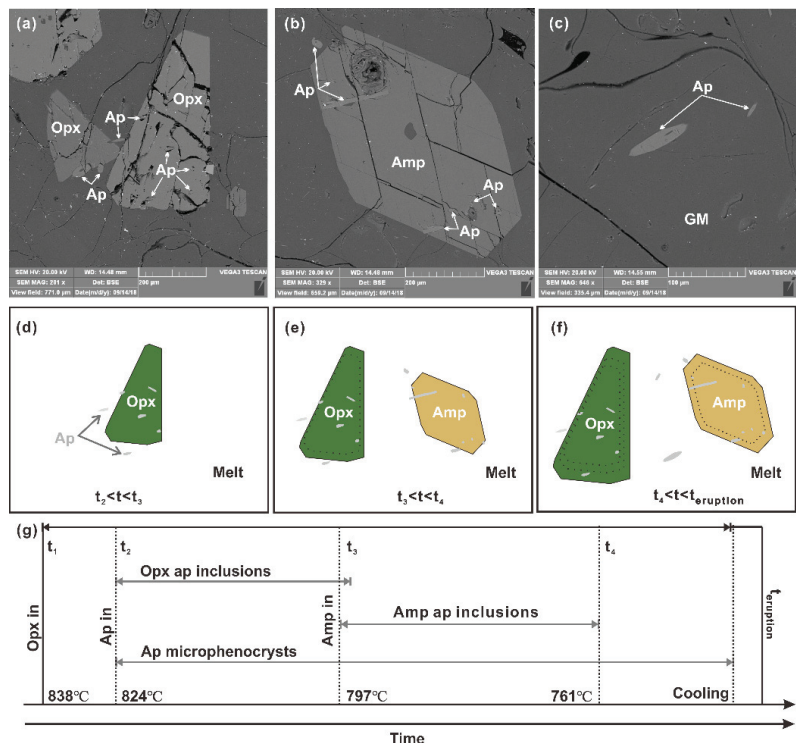 (a)
Opx
Opx
Ap
Ap
Ap
SEM HV: 20.00 kV
WD: 14.48 mm
VEGA3 TESCAN
SEM MAG: 281 x
Det: BSE
200 µm
View field: 771.0 µm
Date(m/d/y): 09/14/18
(b)
Ap
Amp
Ap
Ap
SEM HV: 20.00 kV
WD: 14.48 mm
VEGA3 TESCAN
SEM MAG: 329 x
Det: BSE
200 µm
View field: 659.2 µm
Date(m/d/y): 09/14/18
(c)
Ap
GM
SEM HV: 20.00 kV
WD: 14.55 mm
VEGA3 TESCAN
Det: BSE
100 µm
View field: 335.4 µm
Date(m/d/y): 09/14/18
(d)
Opx
Ap
Melt
t2<t<t3
(e)
Opx
Amp
Melt
t3<t<t4
(f)
Opx
Amp
Melt
t4<t<teruption
(g)
t1
t2
t3
t4
Opx ap inclusions
Amp ap inclusions
Ap microphenocrysts
Opx in
Ap in
Amp in
teruption
838℃
824℃
797℃
761℃
Cooling
Time